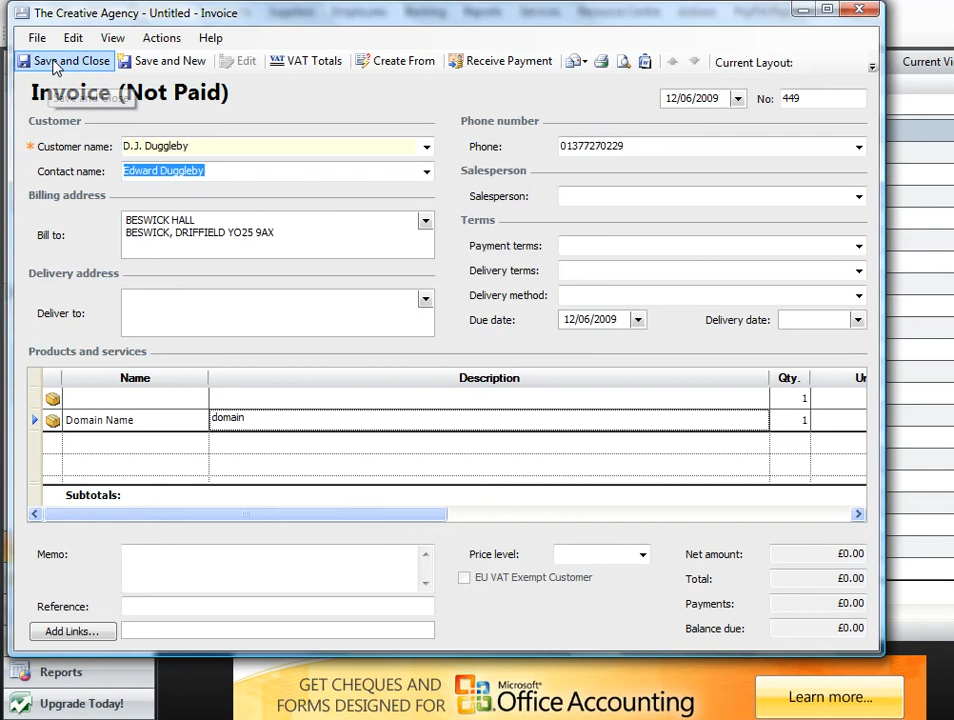 The Creative Agency - Untitled - Invoice
File Edit View Actions Help
Save and Close Save and New Edit VAT Totals Create From Receive Payment Current Layout:
Current Vi
Invoice (Not Paid)
12/06/2009 No: 449
Customer
Customer name: D.J. Duggleby
Contact name: Edward Duggleby
Billing address
Bill to: BESWICK HALL
BESWICK, DRIFFIELD YO25 9AX
Delivery address
Deliver to:
Phone number
Phone: 01377270229
Salesperson
Salesperson:
Terms
Payment terms:
Delivery terms:
Delivery method:
Due date: 12/06/2009 Delivery date:
Products and services
Name Description Qty. Ur
1
Domain Name domain 1
Subtotals:
Memo:
Reference:
Add Links...
Price level:
EU VAT Exempt Customer
Net amount: £0.00
Total: £0.00
Payments: £0.00
Balance due: £0.00
Reports
Upgrade Today!
GET CHEQUES AND
FORMS DESIGNED FOR
Microsoft®
Office Accounting
Learn more...